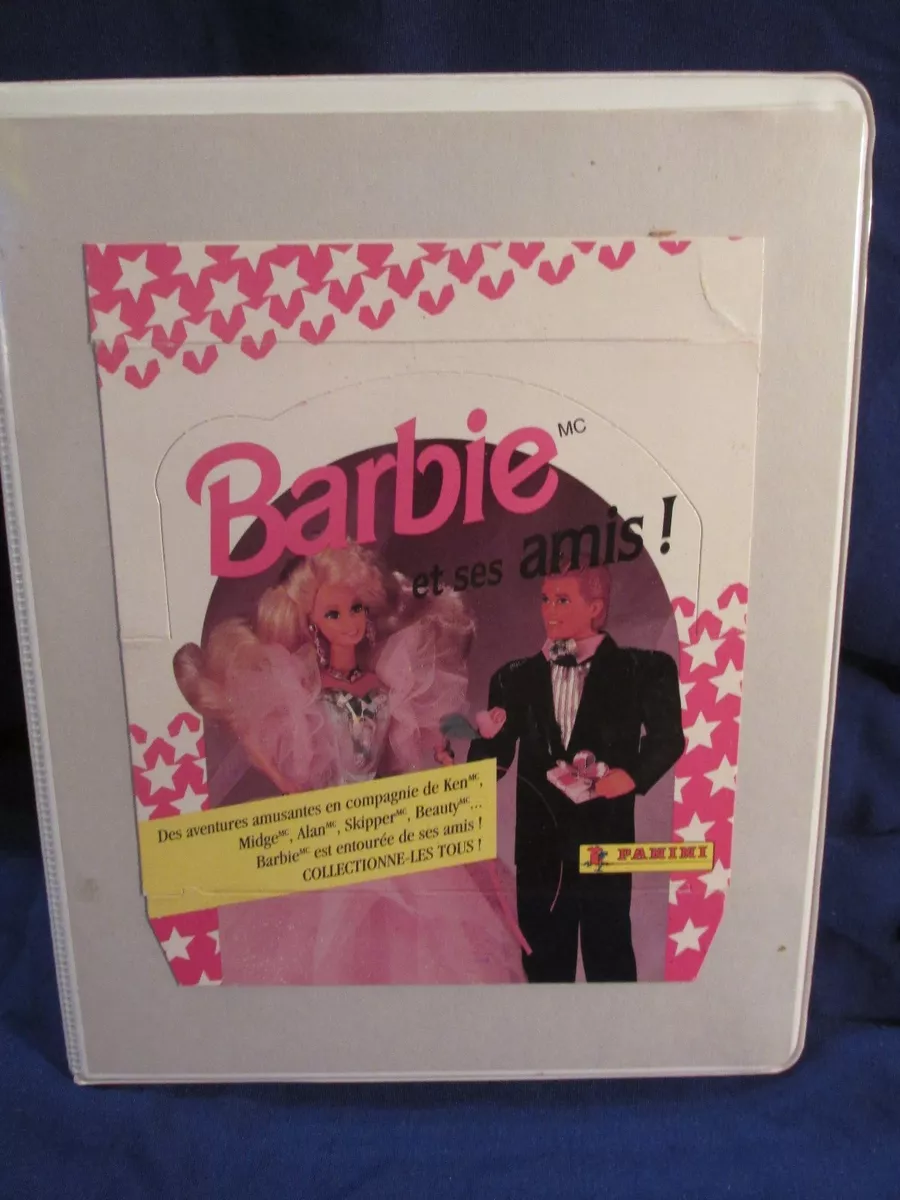 Barbie MC
et ses amis !
Des aventures amusantes en compagnie de Ken MC,
Midge MC, Alan MC, Skipper MC, Beauty MC...
Barbie MC est entourée de ses amis !
COLLECTIONNE-LES TOUS !
PANINI